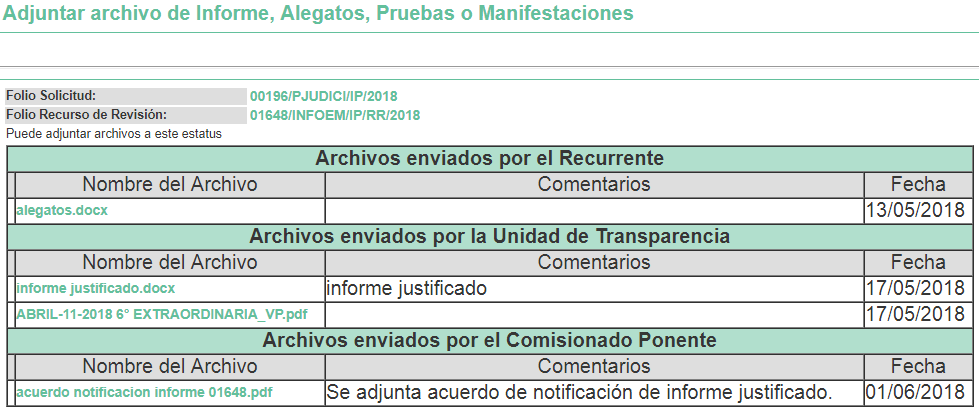 Adjuntar archivo de Informe, Alegatos, Pruebas o Manifestaciones
Folio Solicitud: 00196/PJUDICI/IP/2018
Folio Recurso de Revisión: 01648/INFOEM/IP/RR/2018
Puede adjuntar archivos a este estatus
Archivos enviados por el Recurrente
Nombre del Archivo Comentarios Fecha
alegatos.docx 13/05/2018
Archivos enviados por la Unidad de Transparencia
Nombre del Archivo Comentarios Fecha
informe justificado.docx informe justificado 17/05/2018
ABRIL-11-2018 6° EXTRAORDINARIA_VP.pdf 17/05/2018
Archivos enviados por el Comisionado Ponente
Nombre del Archivo Comentarios Fecha
acuerdo notificacion informe 01648.pdf Se adjunta acuerdo de notificación de informe justificado. 01/06/2018